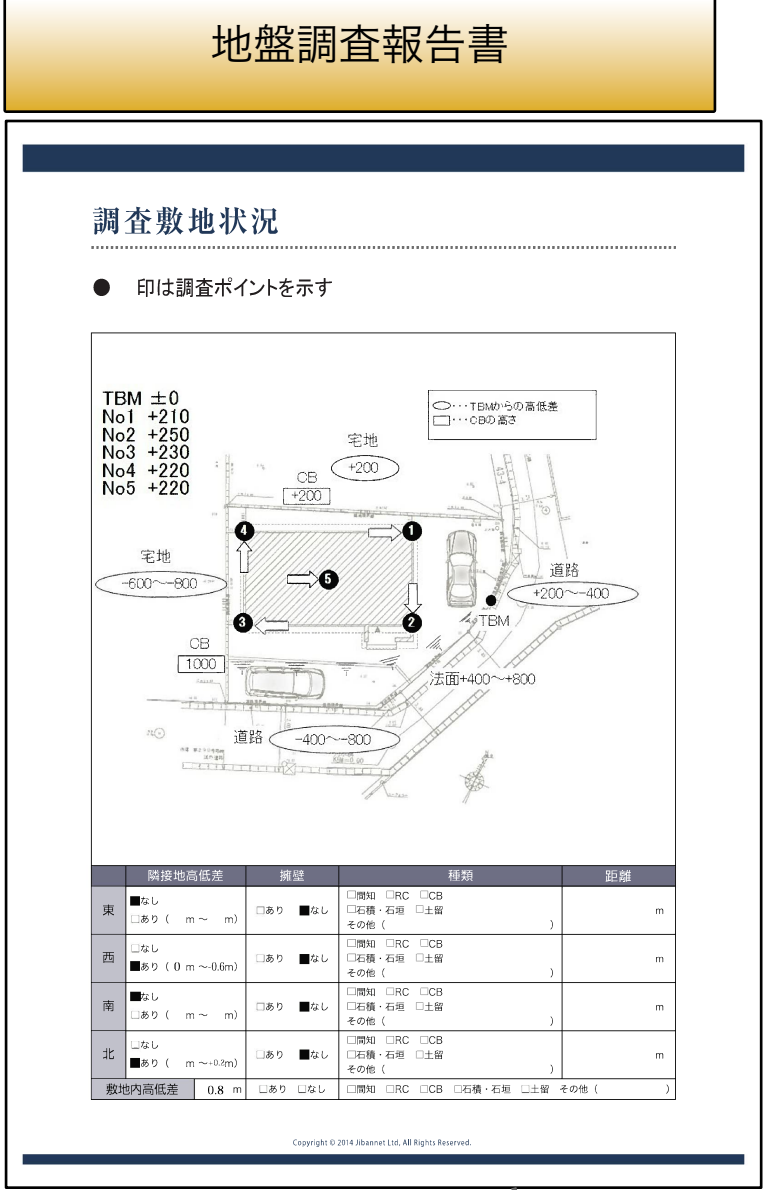 地盤調査報告書
調査敷地状況
● 印は調査ポイントを示す
TBM ±0
No1 +210
No2 +250
No3 +230
No4 +220
No5 +220
・・・TBMからの高低差
・・・CBの高さ
宅地
+200
CB
+200
4
1
宅地
-600〜-800
5
道路
+200〜-400
3
2
TBM
CB
1000
法面+400〜+800
道路
-400〜-800
隣接地高低差 擁壁 種類 距離
東
■なし
□あり ( m 〜 m)
□あり ■なし
□間知 □RC □CB
□石積・石垣 □土留
その他 ( )
m
西
□なし
■あり ( 0 m 〜-0.6m)
□あり ■なし
□間知 □RC □CB
□石積・石垣 □土留
その他 ( )
m
南
■なし
□あり ( m 〜 m)
□あり ■なし
□間知 □RC □CB
□石積・石垣 □土留
その他 ( )
m
北
□なし
■あり ( m 〜+0.2m)
□あり ■なし
□間知 □RC □CB
□石積・石垣 □土留
その他 ( )
m
敷地内高低差 0.8 m □あり □なし □間知 □RC □CB □石積・石垣 □土留 その他 ( )
Copyright © 2014 Jibannet Ltd, All Rights Reserved.